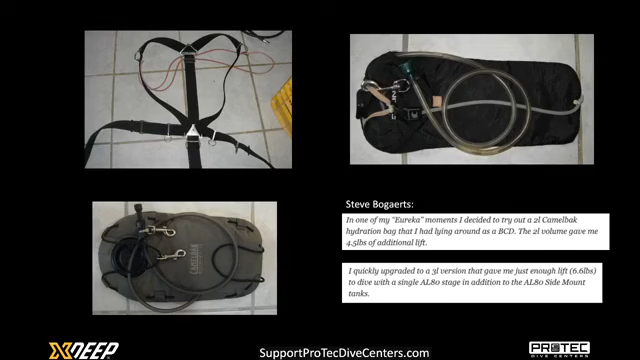 CAMELBAK
Steve Bogaerts:
In one of my "Eureka" moments I decided to try out a 2l Camelbak
hydration bag that I had lying around as a BCD. The 2l volume gave me
4.5lbs of additional lift.
I quickly upgraded to a 3l version that gave me just enough lift (6.6lbs)
to dive with a single AL80 stage in addition to the AL80 Side Mount
tanks.
XDEEP
SupportProTecDiveCenters.com
PROTEC
DIVE CENTERS